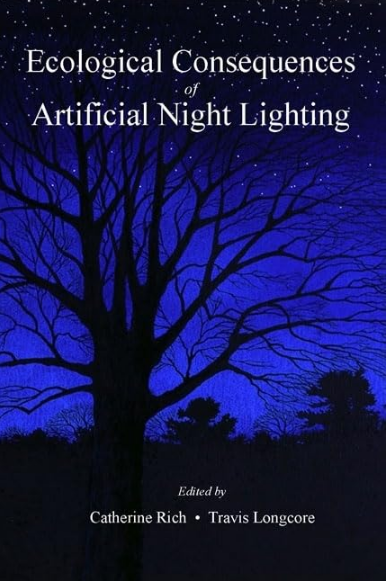 Ecological Consequences
of
Artificial Night Lighting
Edited by
Catherine Rich • Travis Longcore